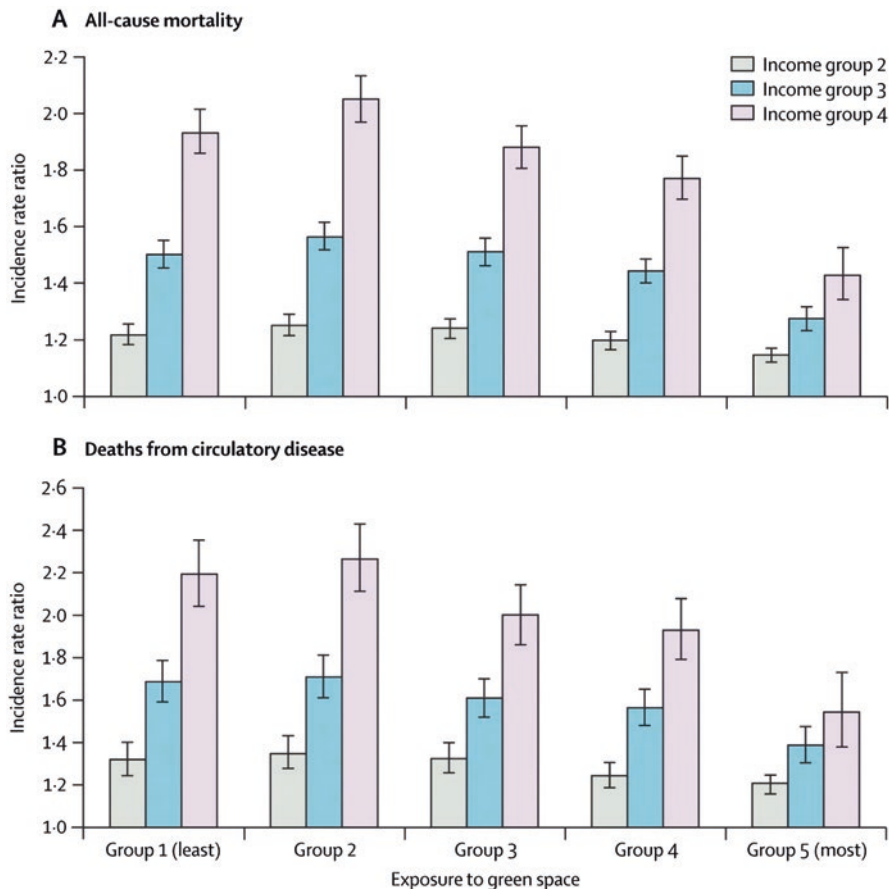 A All-cause mortality
2·2
2·0
1·8
1·6
1·4
1·2
1·0
Incidence rate ratio
Income group 2
Income group 3
Income group 4
B Deaths from circulatory disease
2·6
2·4
2·2
2·0
1·8
1·6
1·4
1·2
1·0
Incidence rate ratio
Group 1 (least) Group 2 Group 3 Group 4 Group 5 (most)
Exposure to green space